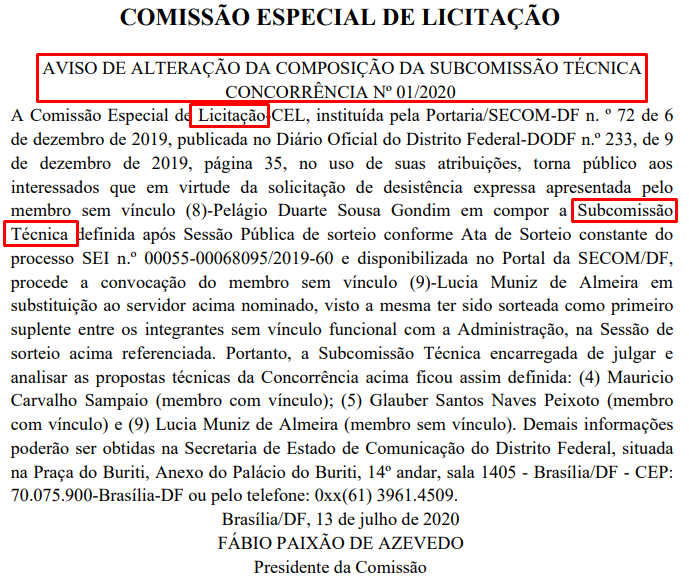 COMISSÃO ESPECIAL DE LICITAÇÃO
AVISO DE ALTERAÇÃO DA COMPOSIÇÃO DA SUBCOMISSÃO TÉCNICA
CONCORRÊNCIA Nº 01/2020
A Comissão Especial de Licitação-CEL, instituída pela Portaria/SECOM-DF n. º 72 de 6
de dezembro de 2019, publicada no Diário Oficial do Distrito Federal-DODF n.º 233, de 9
de dezembro de 2019, página 35, no uso de suas atribuições, torna público aos
interessados que em virtude da solicitação de desistência expressa apresentada pelo
membro sem vínculo (8)-Pelágio Duarte Sousa Gondim em compor a Subcomissão
Técnica definida após Sessão Pública de sorteio conforme Ata de Sorteio constante do
processo SEI n.º 00055-00068095/2019-60 e disponibilizada no Portal da SECOM/DF,
procede a convocação do membro sem vínculo (9)-Lucia Muniz de Almeira em
substituição ao servidor acima nominado, visto a mesma ter sido sorteada como primeiro
suplente entre os integrantes sem vínculo funcional com a Administração, na Sessão de
sorteio acima referenciada. Portanto, a Subcomissão Técnica encarregada de julgar e
analisar as propostas técnicas da Concorrência acima ficou assim definida: (4) Mauricio
Carvalho Sampaio (membro com vínculo); (5) Glauber Santos Naves Peixoto (membro
com vínculo) e (9) Lucia Muniz de Almeira (membro sem vínculo). Demais informações
poderão ser obtidas na Secretaria de Estado de Comunicação do Distrito Federal, situada
na Praça do Buriti, Anexo do Palácio do Buriti, 14º andar, sala 1405 - Brasília/DF - CEP:
70.075.900-Brasília-DF ou pelo telefone: 0xx(61) 3961.4509.
Brasília/DF, 13 de julho de 2020
FÁBIO PAIXÃO DE AZEVEDO
Presidente da Comissão